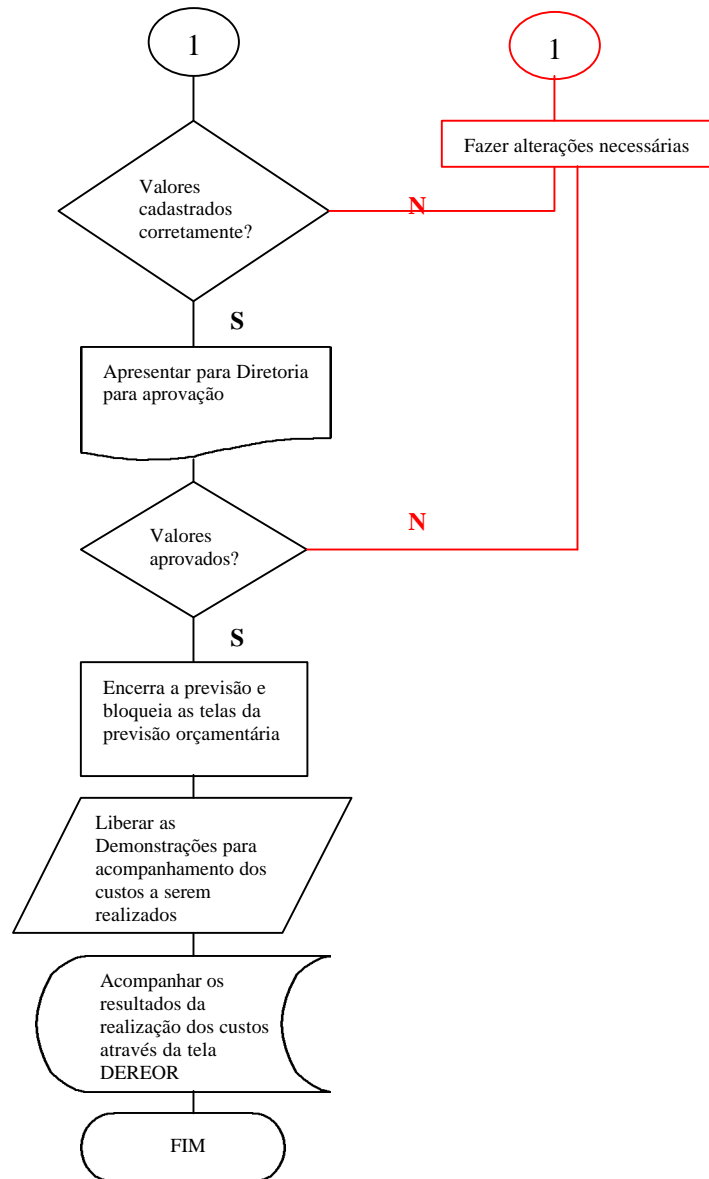 1
1
Fazer alterações necessárias
Valores
cadastrados
corretamente?
N
S
Apresentar para Diretoria
para aprovação
Valores
aprovados?
N
S
Encerra a previsão e
bloqueia as telas da
previsão orçamentária
Liberar as
Demonstrações para
acompanhamento dos
custos a serem
realizados
Acompanhar os
resultados da
realização dos custos
através da tela
DEREOR
FIM